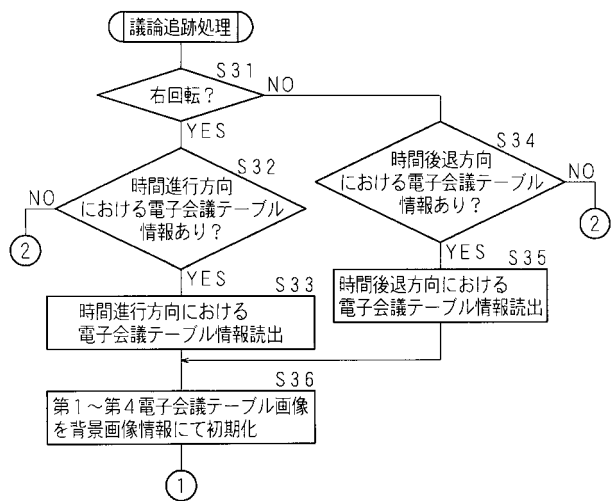 議論追跡処理
S31
右回転?
NO
YES
S32
時間進行方向
における電子会議テーブル
情報あり?
NO
②
YES
S34
時間後退方向
における電子会議テーブル
情報あり?
NO
②
YES
S33
時間進行方向における
電子会議テーブル情報読出
S35
時間後退方向における
電子会議テーブル情報読出
S36
第1~第4電子会議テーブル画像
を背景画像情報にて初期化
①